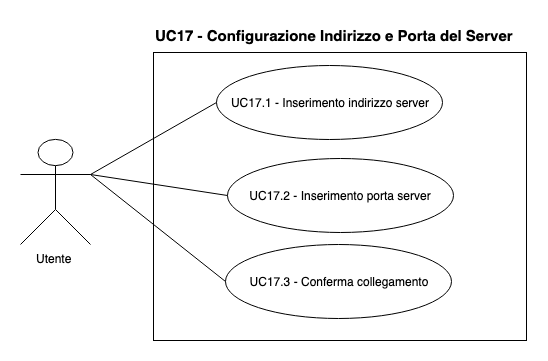 UC17 - Configurazione Indirizzo e Porta del Server
UC17.1 - Inserimento indirizzo server
UC17.2 - Inserimento porta server
Utente
UC17.3 - Conferma collegamento